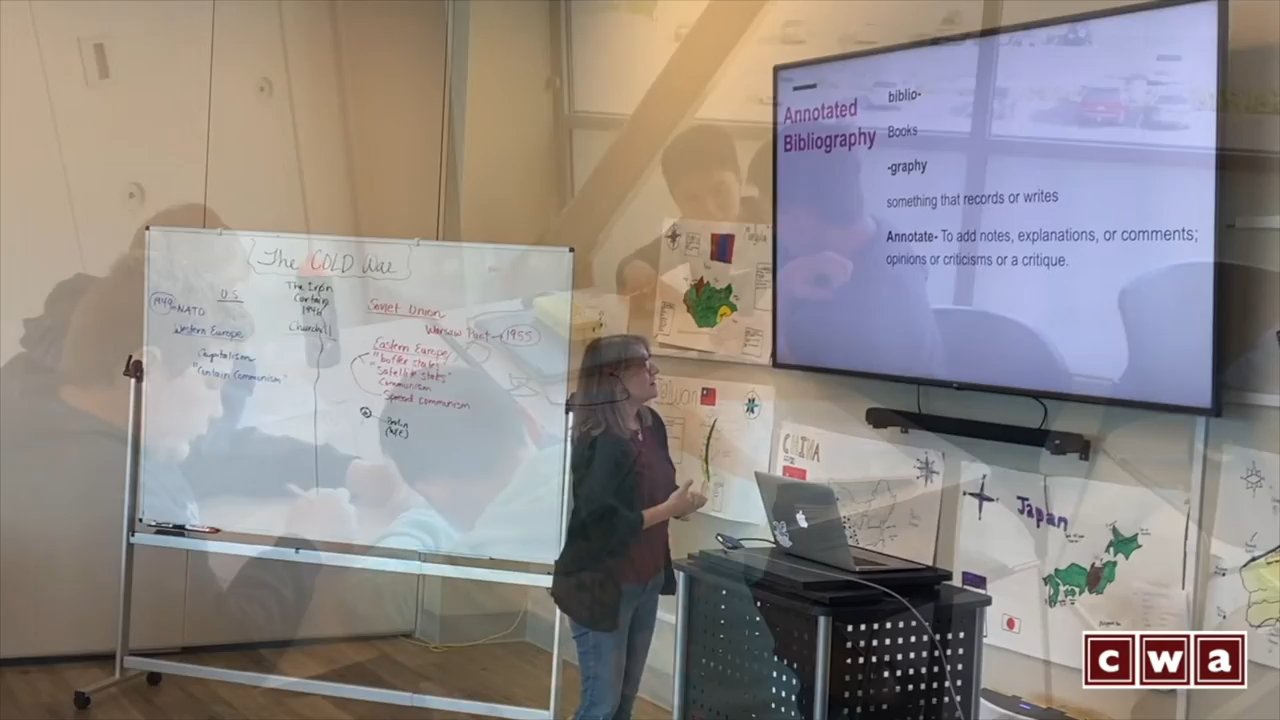 The COLD War
U.S
1949-NATO
Western Europe
Capitalism
"Contain Communism"
The Iron
Curtain
1946
Churchill
Soviet Union
Warsaw Pact → 1955
Eastern Europe
"buffer states"
"Satellite states"
Communism
Spread communism
Berlin
Annotated
Bibliography
biblio-
Books
-graphy
something that records or writes
Annotate- To add notes, explanations, or comments;
opinions or criticisms or a critique.
Taiwan
CHINA
Japan
cwa